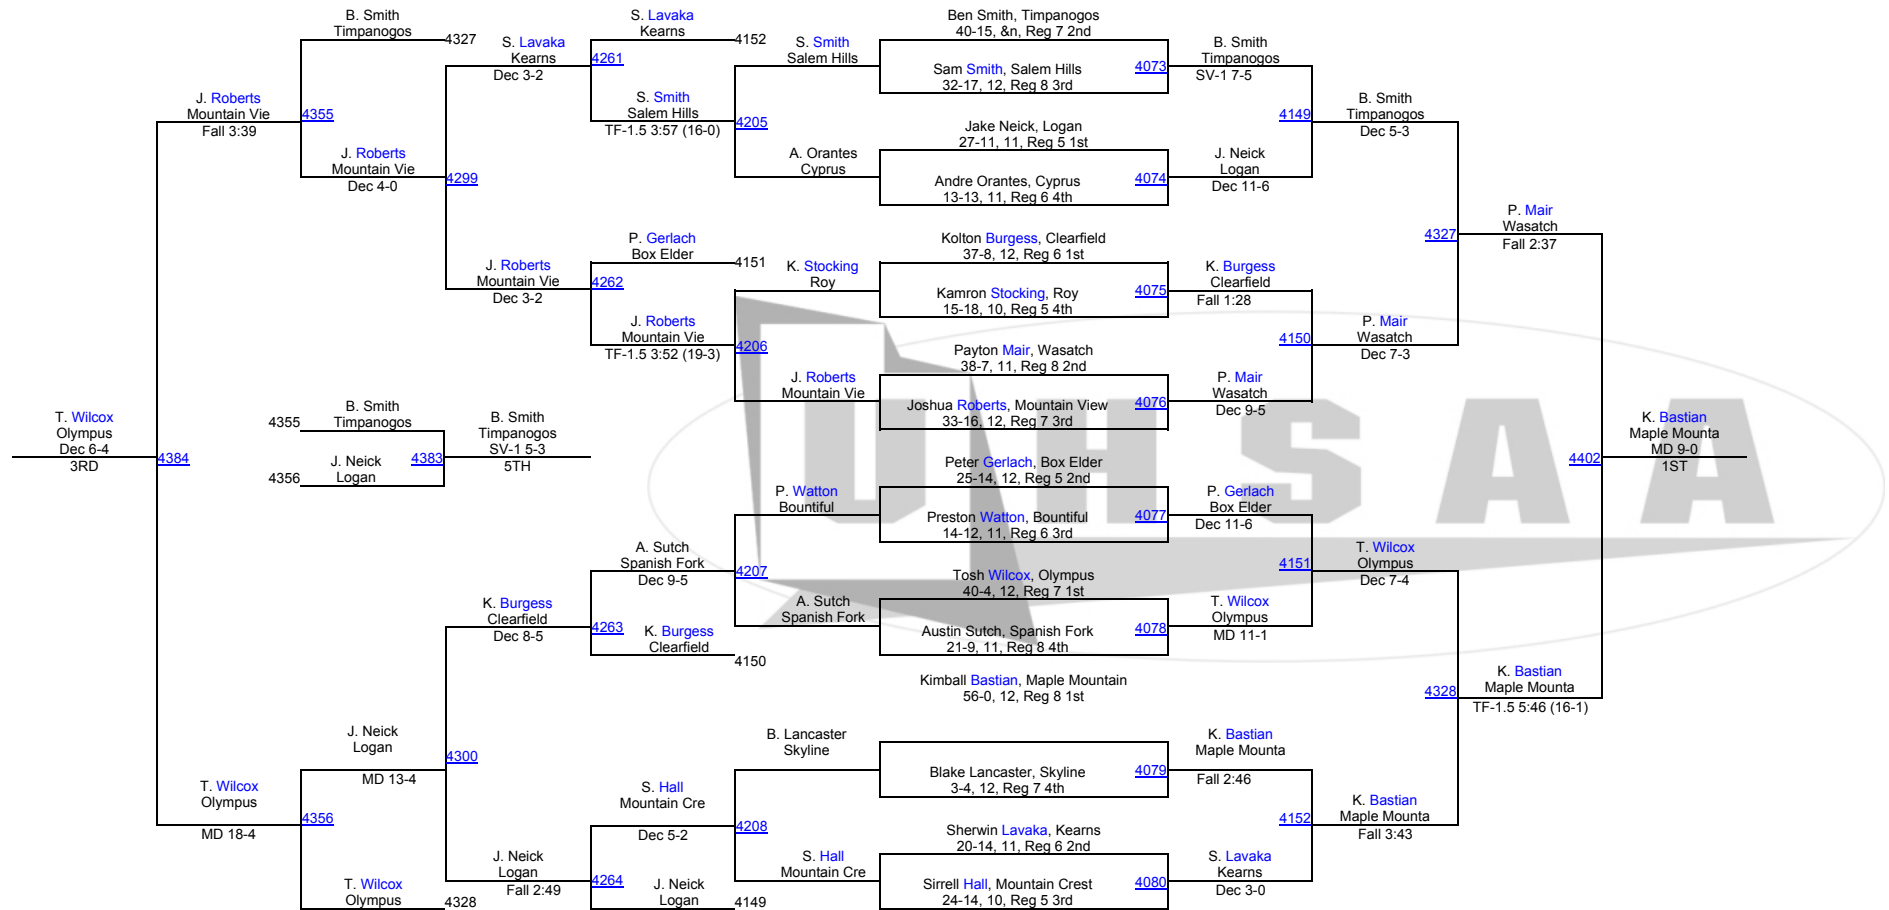 B. Smith
Timpanogos
4327
J. Roberts
Mountain Vie
Fall 3:39
4355
J. Roberts
Mountain Vie
Dec 4-0
S. Lavaka
Kearns
Dec 3-2
4299
J. Roberts
Mountain Vie
Dec 3-2
S. Lavaka
Kearns
4152
4261
S. Smith
Salem Hills
TF-1.5 3:57 (16-0)
P. Gerlach
Box Elder
4151
4262
J. Roberts
Mountain Vie
TF-1.5 3:52 (19-3)
S. Smith
Salem Hills
4205
A. Orantes
Cyprus
K. Stocking
Roy
4206
J. Roberts
Mountain Vie
Ben Smith, Timpanogos
40-15, &n, Reg 7 2nd
Sam Smith, Salem Hills
32-17, 12, Reg 8 3rd
4073
Jake Neick, Logan
27-11, 11, Reg 5 1st
Andre Orantes, Cyprus
13-13, 11, Reg 6 4th
4074
Kolton Burgess, Clearfield
37-8, 12, Reg 6 1st
Kamron Stocking, Roy
15-18, 10, Reg 5 4th
4075
Payton Mair, Wasatch
38-7, 11, Reg 8 2nd
Joshua Roberts, Mountain View
33-16, 12, Reg 7 3rd
4076
B. Smith
Timpanogos
SV-1 7-5
4149
J. Neick
Logan
Dec 11-6
K. Burgess
Clearfield
Fall 1:28
4150
P. Mair
Wasatch
Dec 9-5
B. Smith
Timpanogos
Dec 5-3
4327
P. Mair
Wasatch
Dec 7-3
P. Mair
Wasatch
Fall 2:37
T. Wilcox
Olympus
Dec 6-4
3RD
4384
4355
B. Smith
Timpanogos
4356
J. Neick
Logan
4383
B. Smith
Timpanogos
SV-1 5-3
5TH
UHSAA
4402
K. Bastian
Maple Mounta
MD 9-0
1ST
Peter Gerlach, Box Elder
25-14, 12, Reg 5 2nd
Preston Watton, Bountiful
14-12, 11, Reg 6 3rd
4077
Tosh Wilcox, Olympus
40-4, 12, Reg 7 1st
Austin Sutch, Spanish Fork
21-9, 11, Reg 8 4th
4078
Kimball Bastian, Maple Mountain
56-0, 12, Reg 8 1st
Blake Lancaster, Skyline
3-4, 12, Reg 7 4th
4079
Sherwin Lavaka, Kearns
20-14, 11, Reg 6 2nd
Sirrell Hall, Mountain Crest
24-14, 10, Reg 5 3rd
4080
P. Gerlach
Box Elder
Dec 11-6
4151
T. Wilcox
Olympus
MD 11-1
K. Bastian
Maple Mounta
Fall 2:46
4152
S. Lavaka
Kearns
Dec 3-0
T. Wilcox
Olympus
Dec 7-4
4328
K. Bastian
Maple Mounta
Fall 3:43
K. Bastian
Maple Mounta
TF-1.5 5:46 (16-1)
P. Watton
Bountiful
4207
A. Sutch
Spanish Fork
B. Lancaster
Skyline
4208
S. Hall
Mountain Cre
A. Sutch
Spanish Fork
Dec 9-5
4263
K. Burgess
Clearfield
4150
S. Hall
Mountain Cre
Dec 5-2
4264
J. Neick
Logan
4149
K. Burgess
Clearfield
Dec 8-5
4300
J. Neick
Logan
Fall 2:49
J. Neick
Logan
MD 13-4
4356
T. Wilcox
Olympus
4328
T. Wilcox
Olympus
MD 18-4